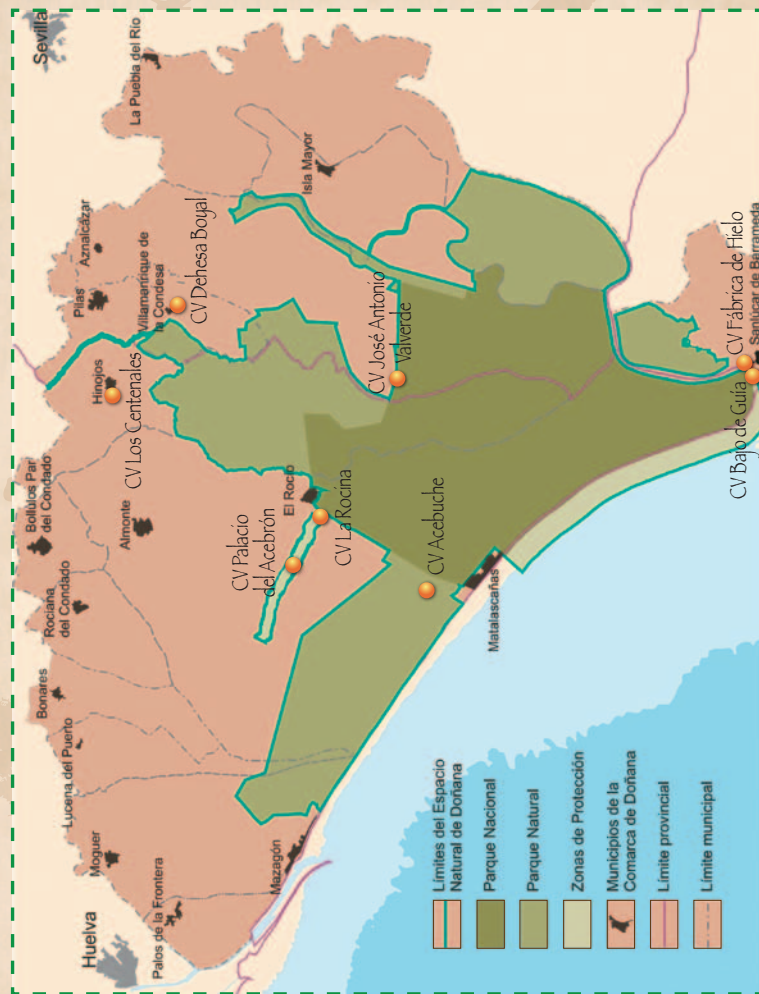 Sevilla
La Puebla del Río
Isla Mayor
Aznalcázar
Pilas
Villamanrique de
la Condesa
CV Dehesa Boyal
Hinojos
CV Los Centenales
CV José Antonio
Valverde
CV Fábrica de Hielo
Sanlúcar de Barrameda
CV Bajo de Guía
Bollullos Par
del Condado
Almonte
Rociana
del Condado
El Rocío
CV La Rocina
CV Palacio
del Acebrón
CV Acebuche
Matalascañas
Bonares
Lucena del Puerto
Moguer
Palos de la Frontera
Huelva
Mazagón
Límites del Espacio
Natural de Doñana
Parque Nacional
Parque Natural
Zonas de Protección
Municipios de la
Comarca de Doñana
Límite provincial
Límite municipal